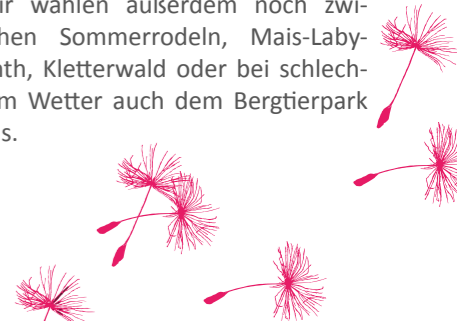 ir wählen außerdem noch zwi-
chen Sommerrodeln, Mais-Laby-
nth, Kletterwald oder bei schlech-
m Wetter auch dem Bergtierpark
s.